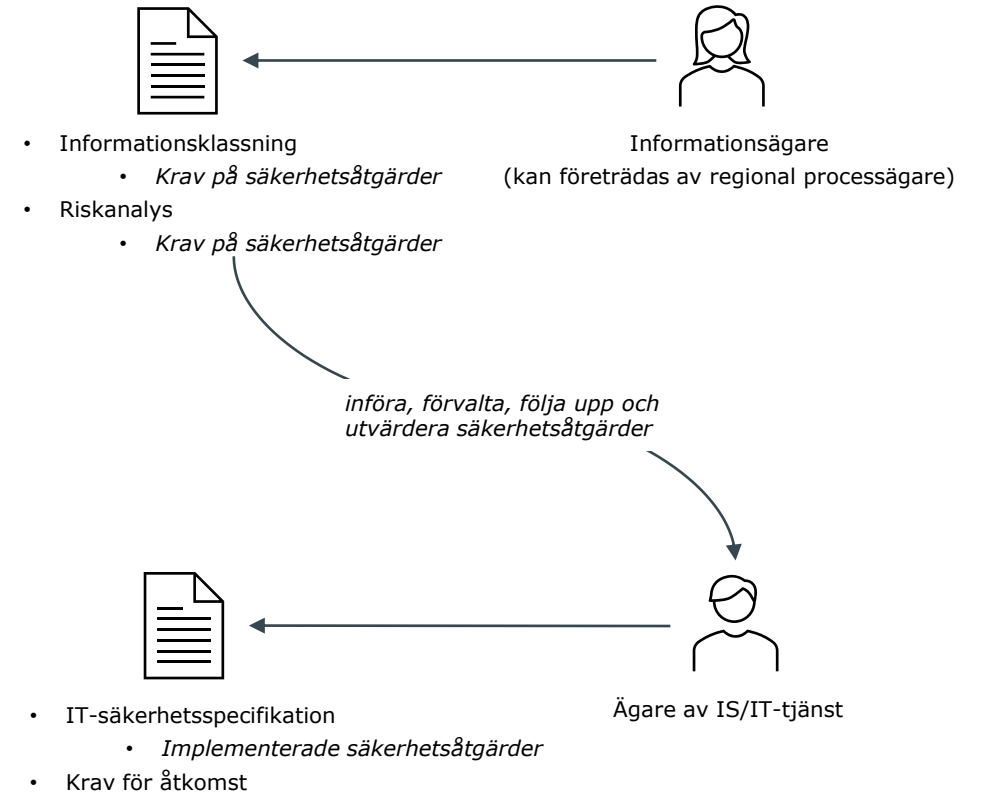 • Informationsklassning
• Krav på säkerhetsåtgärder
• Riskanalys
• Krav på säkerhetsåtgärder
Informationsägare
(kan företrädas av regional processägare)
införa, förvalta, följa upp och
utvärdera säkerhetsåtgärder
• IT-säkerhetsspecifikation
• Implementerade säkerhetsåtgärder
• Krav för åtkomst
Ägare av IS/IT-tjänst